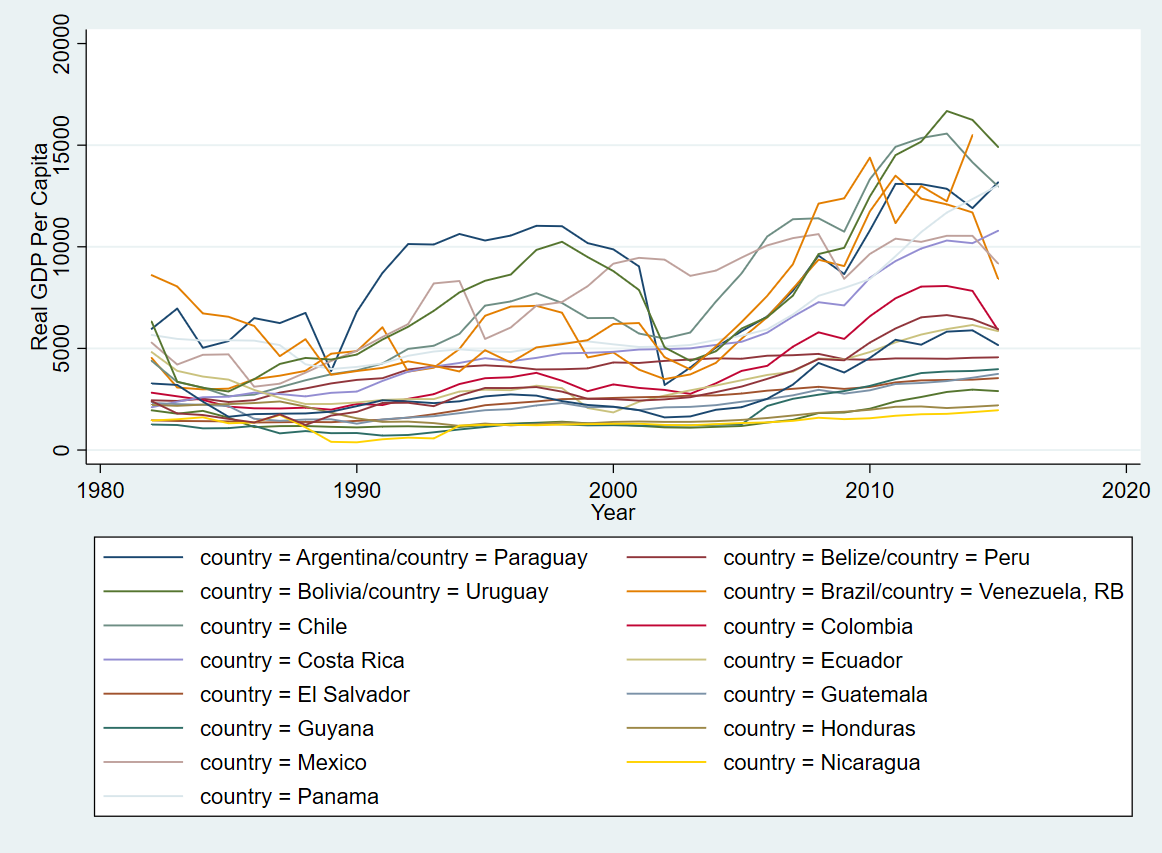 20000
15000
10000
5000
0
Real GDP Per Capita
1980 1990 2000 2010 2020
Year
country = Argentina/country = Paraguay country = Belize/country = Peru
country = Bolivia/country = Uruguay country = Brazil/country = Venezuela, RB
country = Chile country = Colombia
country = Costa Rica country = Ecuador
country = El Salvador country = Guatemala
country = Guyana country = Honduras
country = Mexico country = Nicaragua
country = Panama